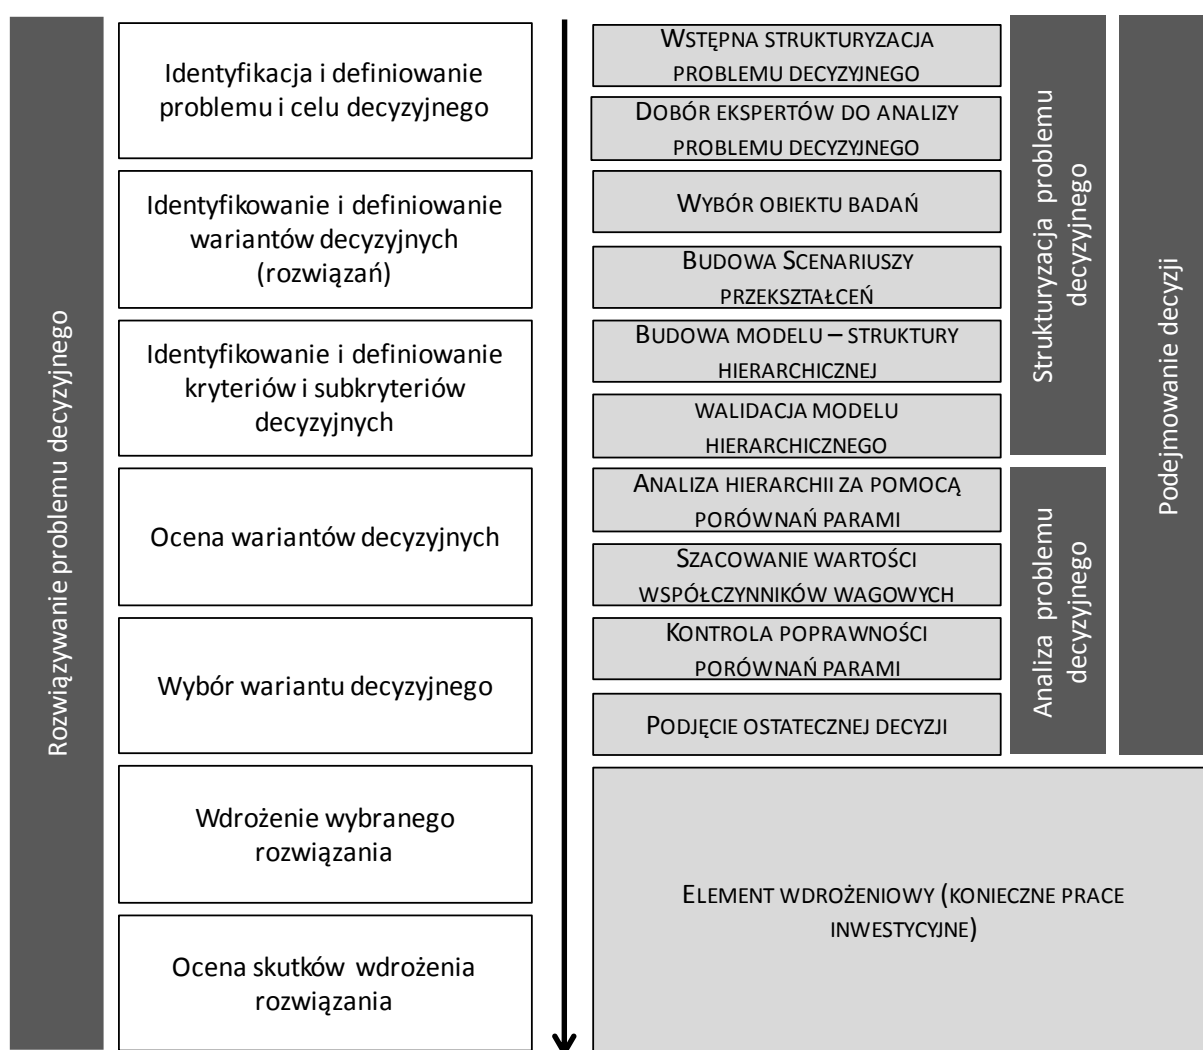 Rozwiązywanie problemu decyzyjnego
Identyfikacja i definiowanie
problemu i celu decyzyjnego
Identyfikowanie i definiowanie
wariantów decyzyjnych
(rozwiązań)
Identyfikowanie i definiowanie
kryteriów i subkryteriów
decyzyjnych
Ocena wariantów decyzyjnych
Wybór wariantu decyzyjnego
Wdrożenie wybranego
rozwiązania
Ocena skutków wdrożenia
rozwiązania
WSTĘPNA STRUKTURYZACJA
PROBLEMU DECYZYJNEGO
DOBÓR EKSPERTÓW DO ANALIZY
PROBLEMU DECYZYJNEGO
WYBÓR OBIEKTU BADAŃ
BUDOWA SCENARIUSZY
PRZEKSZTAŁCEŃ
BUDOWA MODELU – STRUKTURY
HIERARCHICZNEJ
WALIDACJA MODELU
HIERARCHICZNEGO
ANALIZA HIERARCHII ZA POMOCĄ
PORÓWNAŃ PARAMI
SZACOWANIE WARTOŚCI
WSPÓŁCZYNNIKÓW WAGOWYCH
KONTROLA POPRAWNOŚCI
PORÓWNAŃ PARAMI
PODJĘCIE OSTATECZNEJ DECYZJI
ELEMENT WDROŻENIOWY (KONIECZNE PRACE
INWESTYCYJNE)
Strukturyzacja problemu
decyzyjnego
Analiza problemu
decyzyjnego
Podejmowanie decyzji